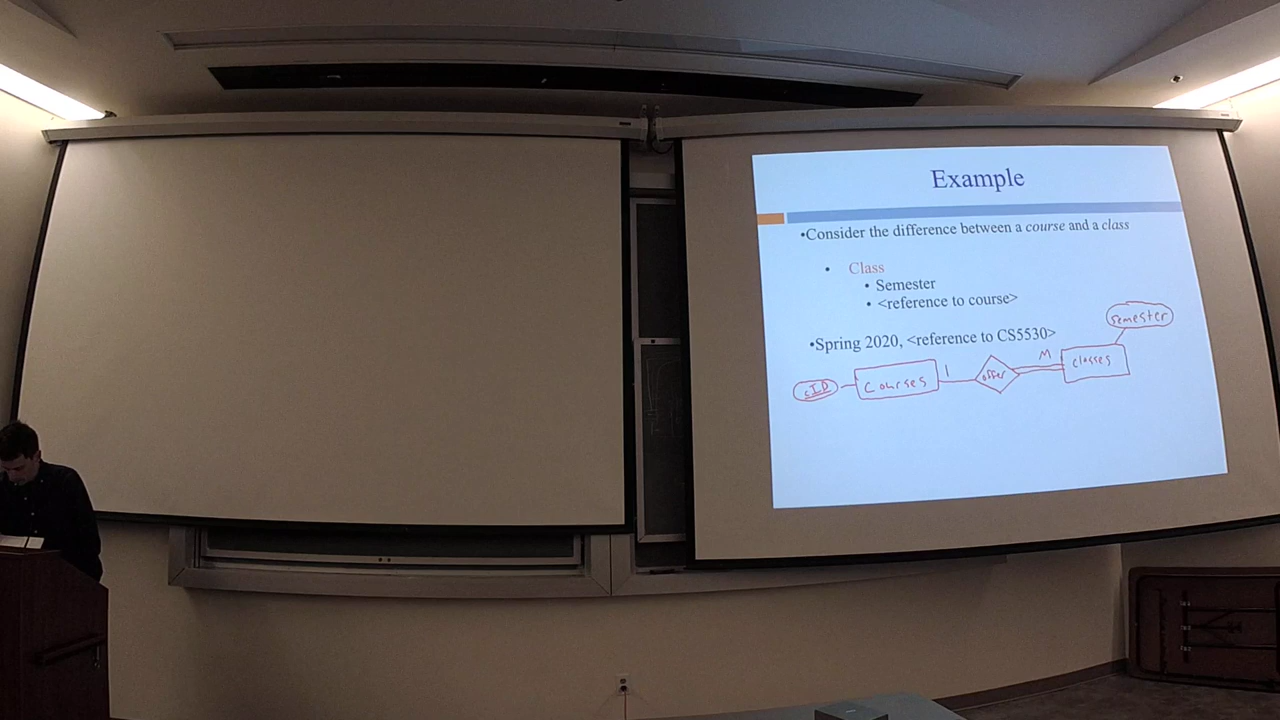 Example
•Consider the difference between a course and a class
• Class
• Semester
• <reference to course>
•Spring 2020, <reference to CS5530>
semester
cID Courses 1 offer M classes